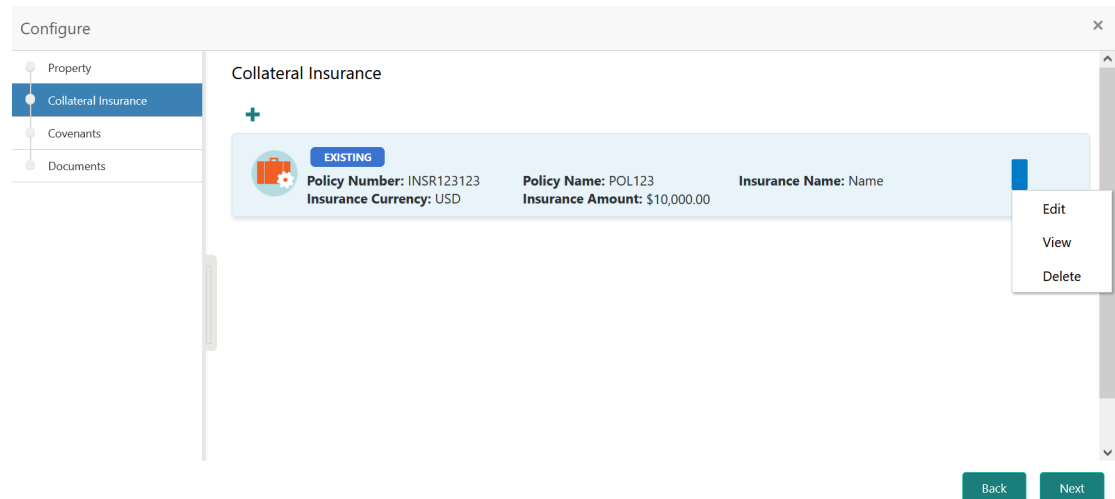 Configure
×
Property
Collateral Insurance
Covenants
Documents
Collateral Insurance
EXISTING
Policy Number: INSR123123 Policy Name: POL123 Insurance Name: Name
Insurance Currency: USD Insurance Amount: $10,000.00
Edit
View
Delete
Back Next